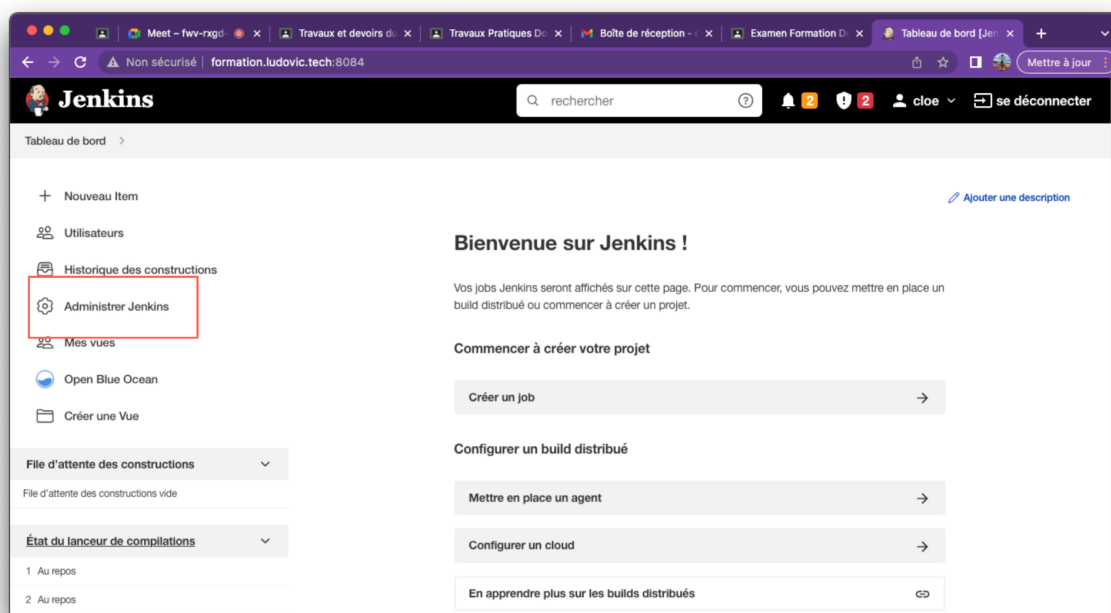 Meet – fwv-rxgd-
Travaux et devoirs du
Travaux Pratiques Do
Boîte de réception –
Examen Formation D
Tableau de bord [Jen
Non sécurisé | formation.ludovic.tech:8084
Mettre à jour
Jenkins
rechercher
2
2
cloe
se déconnecter
Tableau de bord
Nouveau Item
Utilisateurs
Historique des constructions
Administrer Jenkins
Mes vues
Open Blue Ocean
Créer une Vue
File d'attente des constructions
File d'attente des constructions vide
État du lanceur de compilations
1 Au repos
2 Au repos
Ajouter une description
Bienvenue sur Jenkins !
Vos jobs Jenkins seront affichés sur cette page. Pour commencer, vous pouvez mettre en place un
build distribué ou commencer à créer un projet.
Commencer à créer votre projet
Créer un job
Configurer un build distribué
Mettre en place un agent
Configurer un cloud
En apprendre plus sur les builds distribués